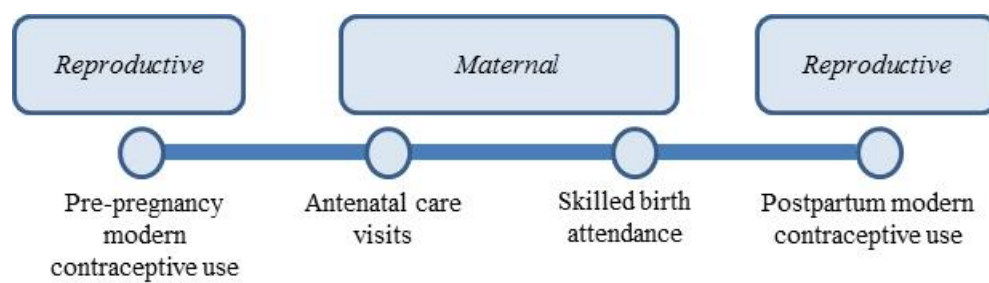 Reproductive
Maternal
Reproductive
Pre-pregnancy
modern
contraceptive use
Antenatal care
visits
Skilled birth
attendance
Postpartum modern
contraceptive use